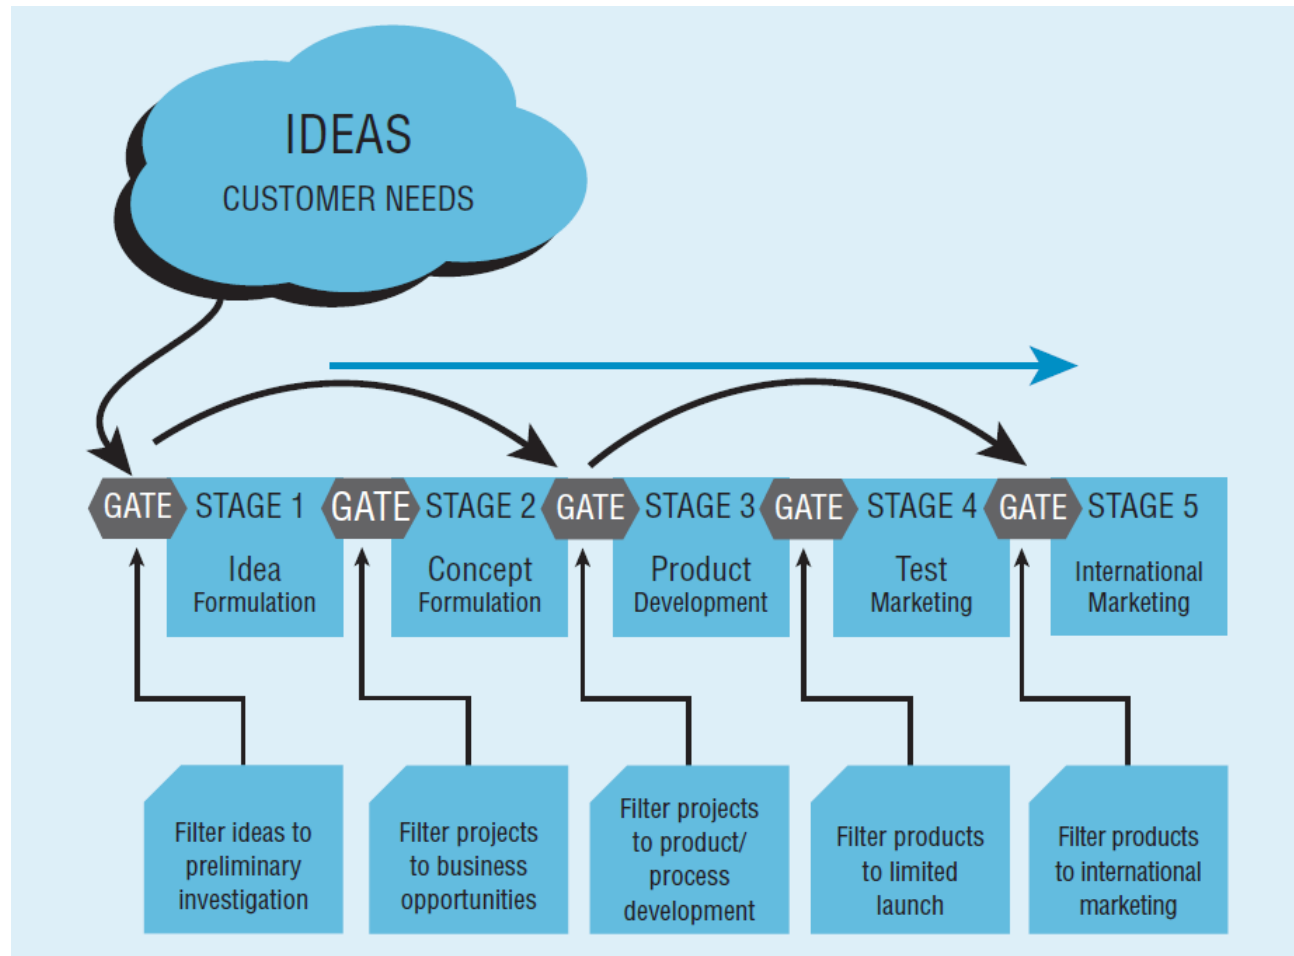 IDEAS
CUSTOMER NEEDS
GATE
STAGE 1
GATE
STAGE 2
GATE
STAGE 3
GATE
STAGE 4
GATE
STAGE 5
Idea
Formulation
Concept
Formulation
Product
Development
Test
Marketing
International
Marketing
Filter ideas to
preliminary
investigation
Filter projects
to business
opportunities
Filter projects
to product/
process
development
Filter products
to limited
launch
Filter products
to international
marketing